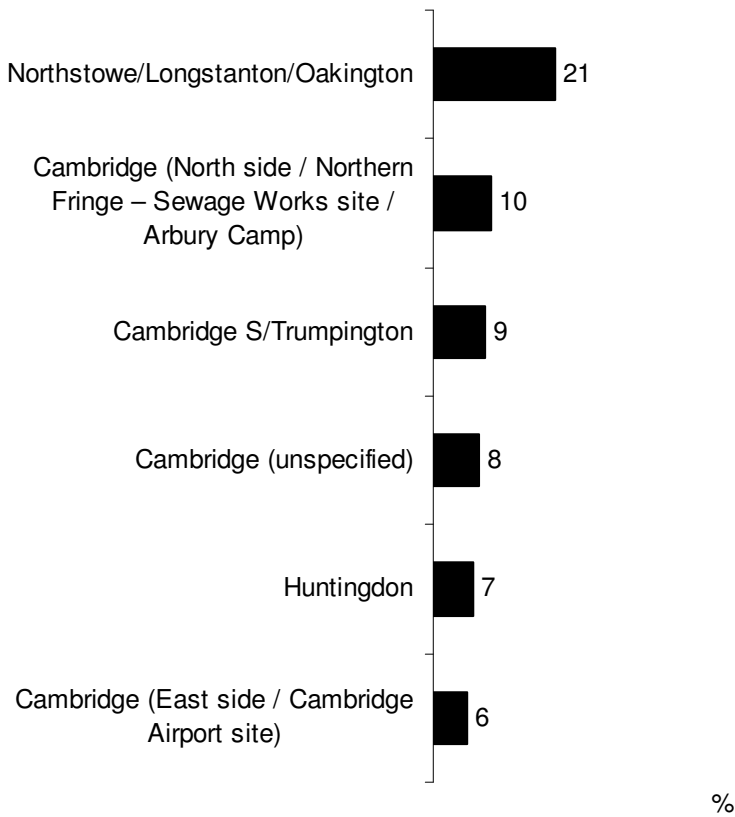 Northstowe/Longstanton/Oakington
21
Cambridge (North side / Northern
Fringe – Sewage Works site /
Arbury Camp)
10
Cambridge S/Trumpington
9
Cambridge (unspecified)
8
Huntingdon
7
Cambridge (East side / Cambridge
Airport site)
6
%